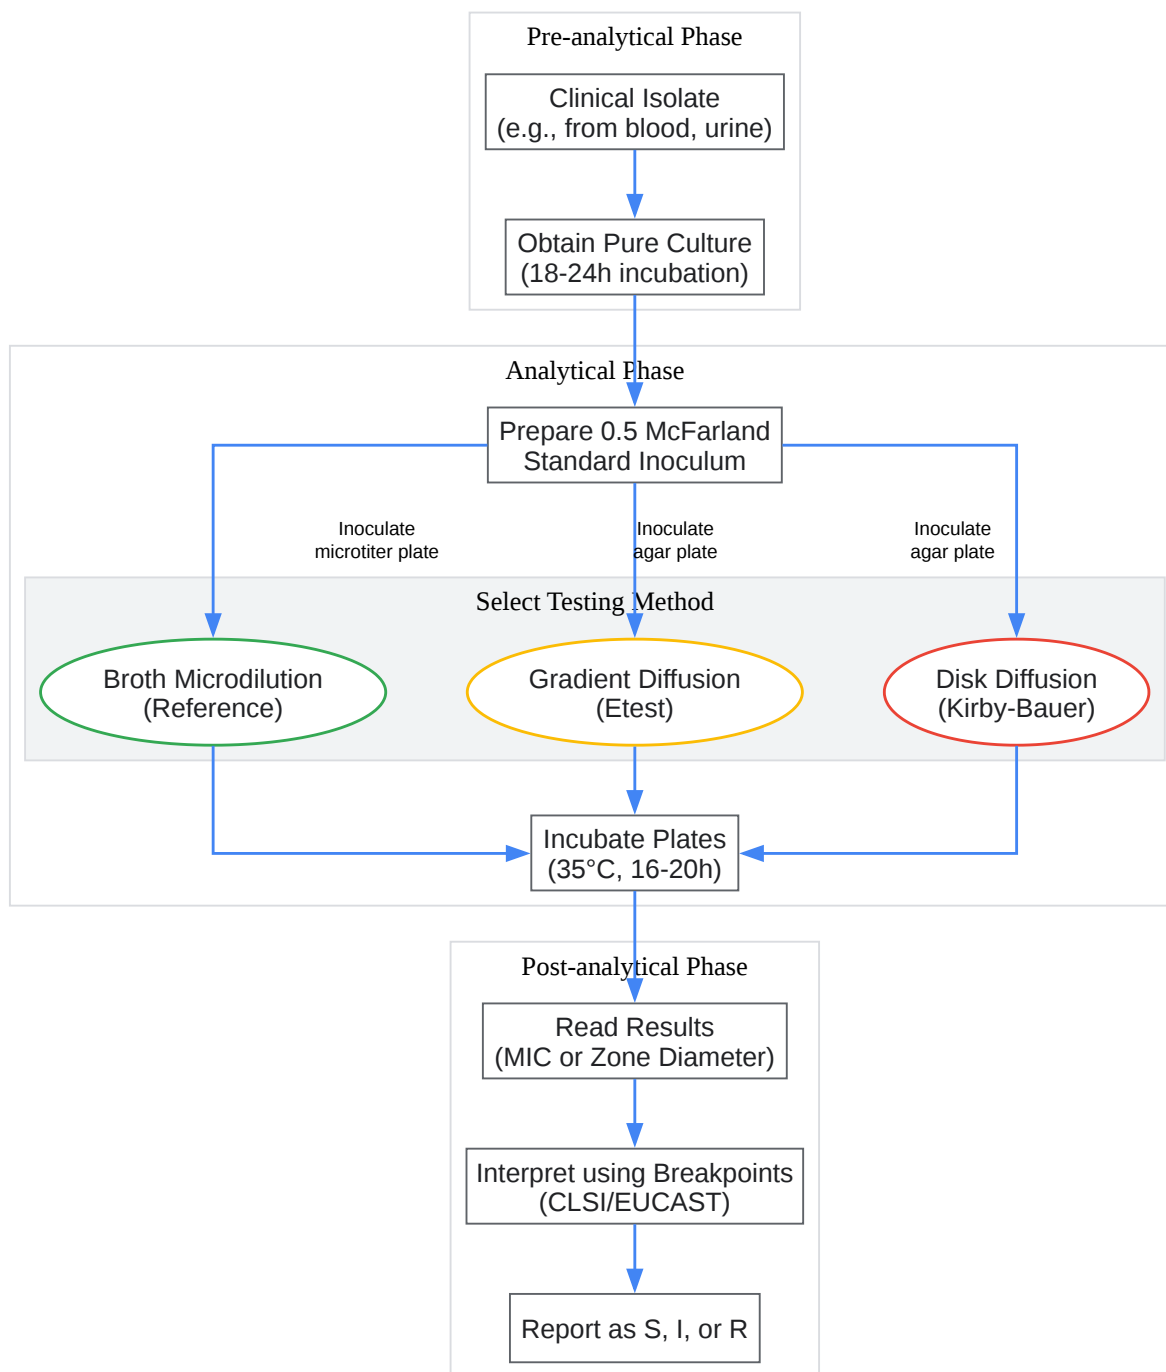 Pre-analytical Phase
Clinical Isolate
(e.g., from blood, urine)
Obtain Pure Culture
(18-24h incubation)
Analytical Phase
Prepare 0.5 McFarland
Standard Inoculum
Inoculate
microtiter plate
Inoculate
agar plate
Inoculate
agar plate
Select Testing Method
Broth Microdilution
(Reference)
Gradient Diffusion
(Etest)
Disk Diffusion
(Kirby-Bauer)
Incubate Plates
(35°C, 16-20h)
Post-analytical Phase
Read Results
(MIC or Zone Diameter)
Interpret using Breakpoints
(CLSI/EUCAST)
Report as S, I, or R